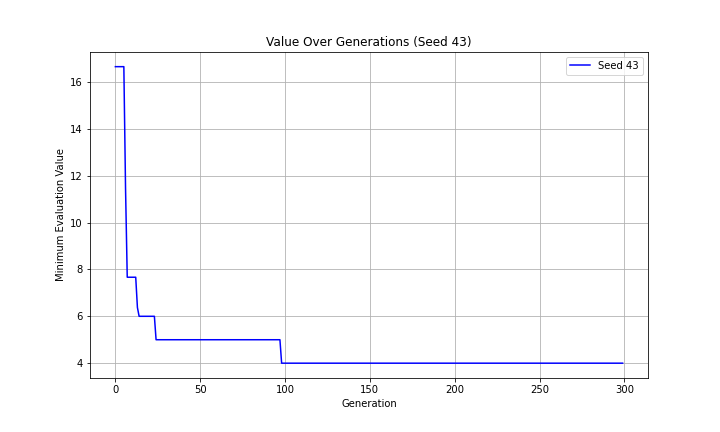 Value Over Generations (Seed 43)
Seed 43
Minimum Evaluation Value
16
14
12
10
8
6
4
0 50 100 150 200 250 300
Generation